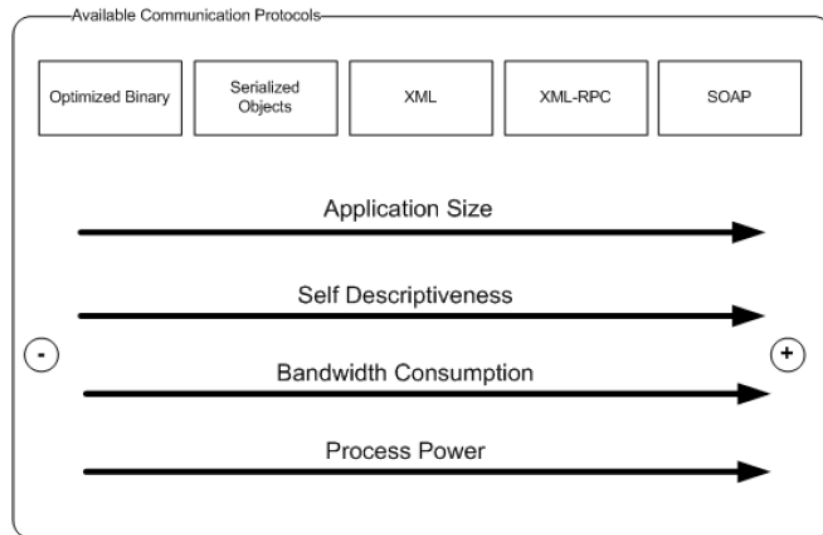 Available Communication Protocols
Optimized Binary
Serialized
Objects
XML
XML-RPC
SOAP
Application Size
Self Descriptiveness
-
+
Bandwidth Consumption
Process Power